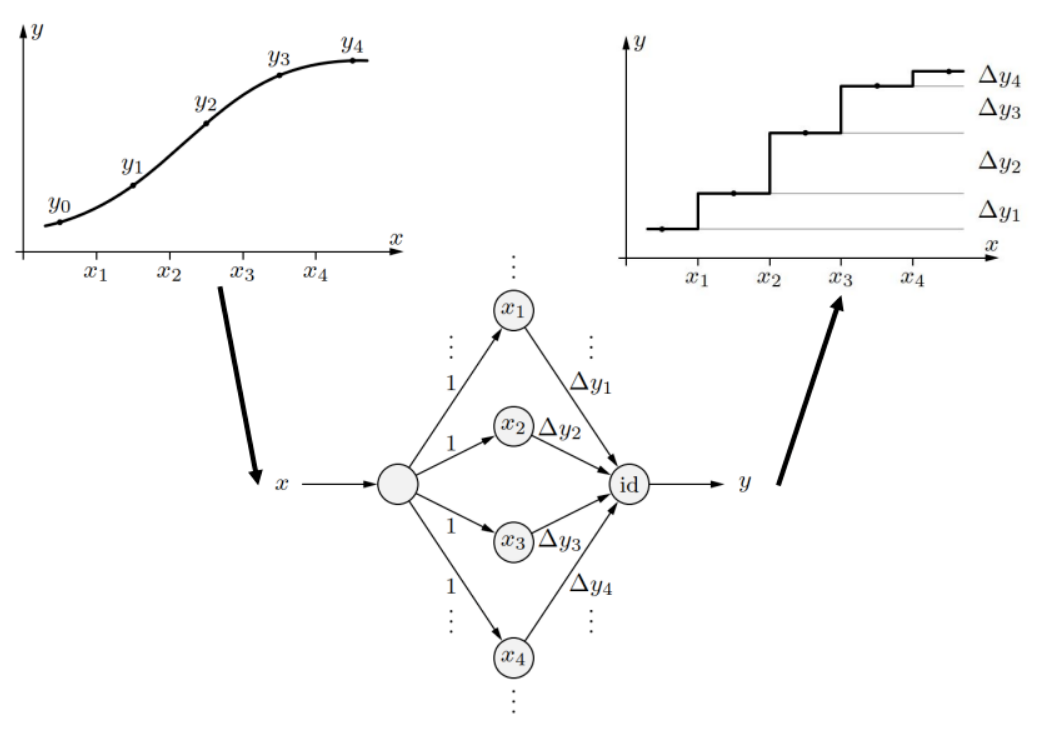 y
y₀
y₁
y₂
y₃
y₄
x
x₁
x₂
x₃
x₄
y
Δy₄
Δy₃
Δy₂
Δy₁
x
x₁
x₂
x₃
x₄
⋮
x₁
⋮
⋮
1
Δy₁
x₂
1
Δy₂
x
id
y
1
x₃
Δy₃
1
Δy₄
⋮
⋮
x₄
⋮